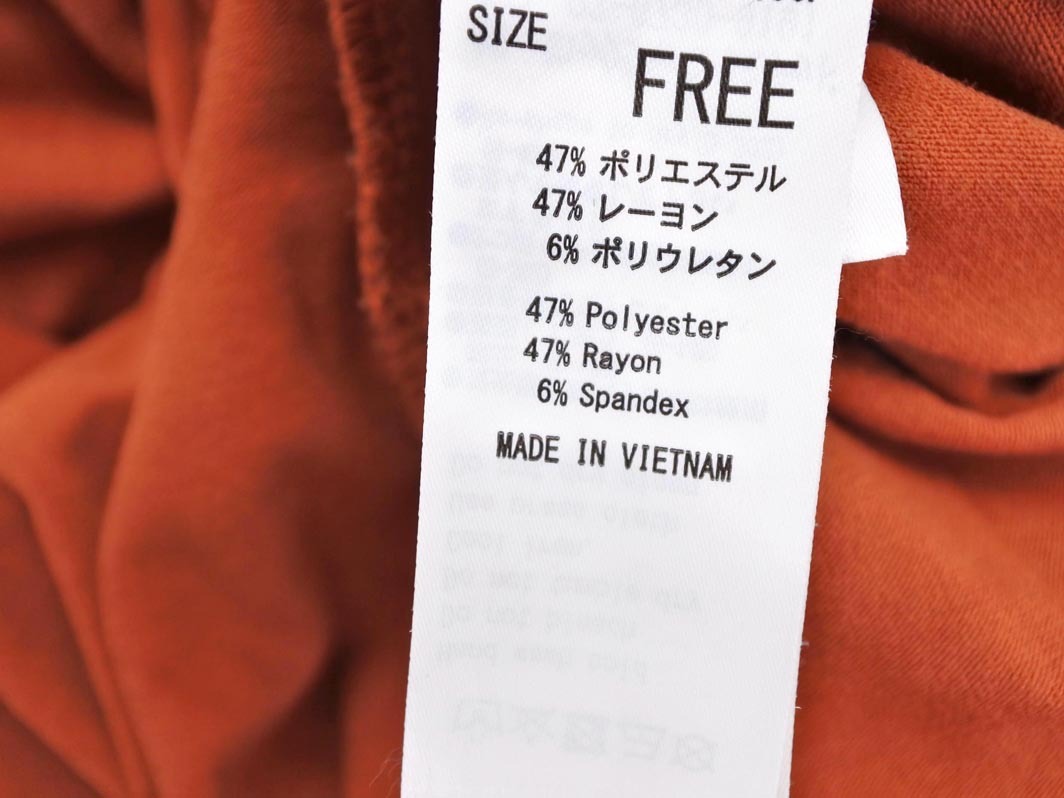 SIZE
FREE
47% ポリエステル
47% レーヨン
6% ポリウレタン
47% Polyester
47% Rayon
6% Spandex
MADE IN VIETNAM